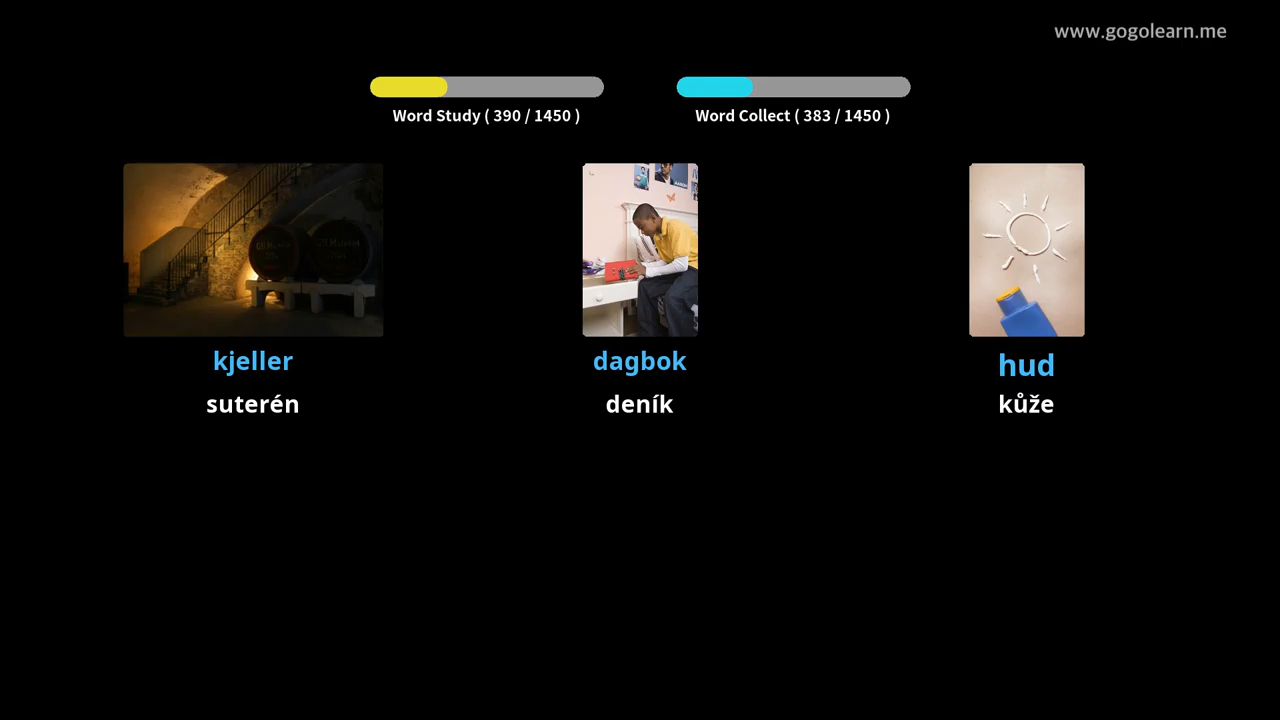 www.gogolearn.me
Word Study ( 390 / 1450 )
Word Collect ( 383 / 1450 )
kjeller
dagbok
hud
suterén
deník
kůže